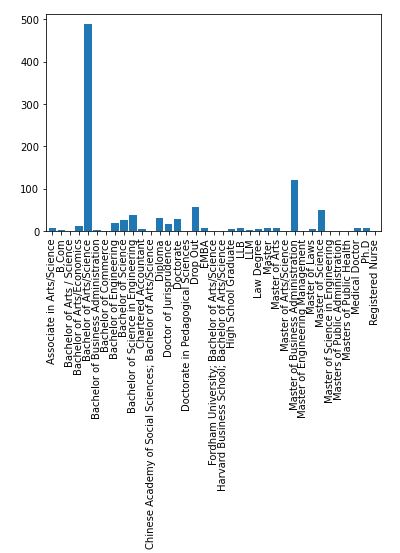 500
400
300
200
100
0
Associate in Arts/Science
B.Com
Bachelor of Arts / Science
Bachelor of Arts/Economics
Bachelor of Arts/Science
Bachelor of Business Administration
Bachelor of Commerce
Bachelor of Engineering
Bachelor of Science
Bachelor of Science in Engineering
Chartered Accountant
Chinese Academy of Social Sciences; Bachelor of Arts/Science
Diploma
Doctor of Jurisprudence
Doctorate
Doctorate in Pedagogical Sciences
Drop Out
EMBA
Fordham University; Bachelor of Arts/Science
Harvard Business School; Bachelor of Arts/Science
High School Graduate
LLB
LLM
Law Degree
Master
Master of Arts
Master of Arts/Science
Master of Business Administration
Master of Engineering Management
Master of Laws
Master of Science
Master of Science in Engineering
Masters of Public Administration
Masters of Public Health
Medical Doctor
Ph.D
Registered Nurse